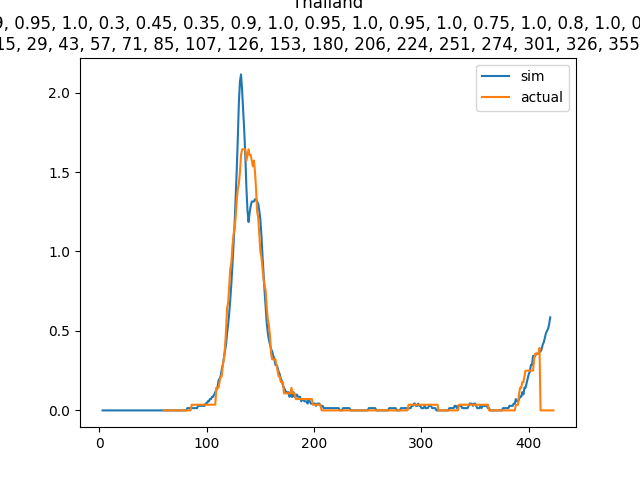 Thailand
0.95, 1.0, 0.3, 0.45, 0.35, 0.9, 1.0, 0.95, 1.0, 0.95, 1.0, 0.75, 1.0, 0.8, 1.0,
29, 43, 57, 71, 85, 107, 126, 153, 180, 206, 224, 251, 274, 301, 326, 355
sim
actual
2.0
1.5
1.0
0.5
0.0
0 100 200 300 400